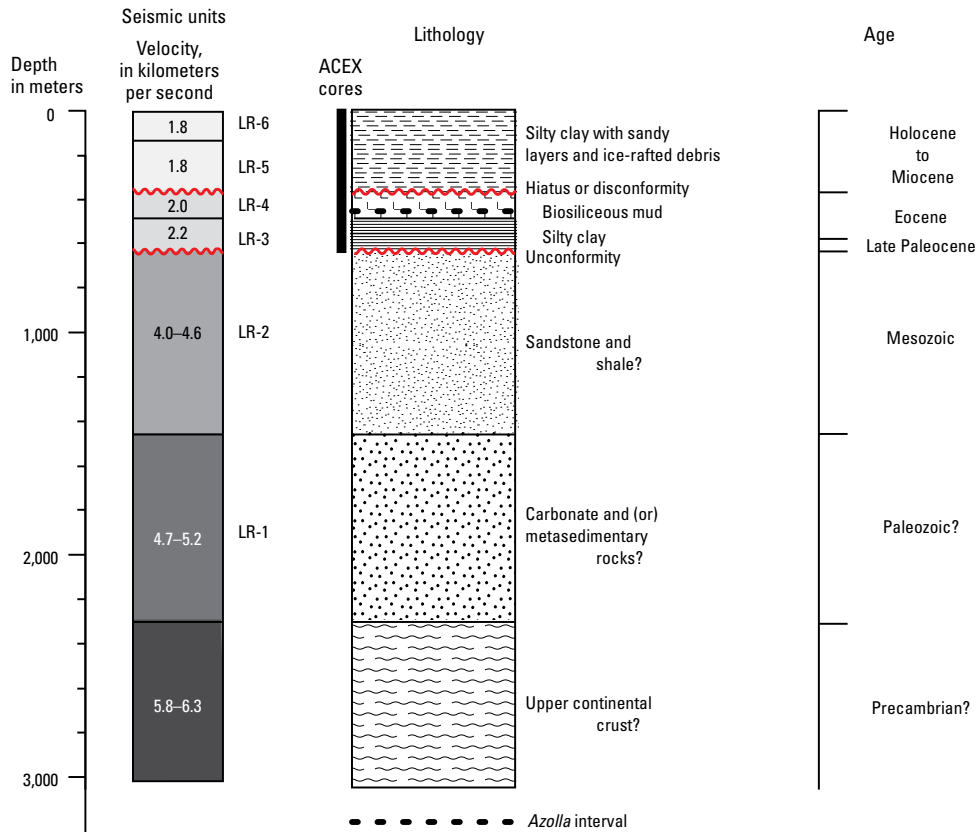 Seismic units
Lithology
Age
Depth
in meters
Velocity,
in kilometers
per second
ACEX
cores
0
1,000
2,000
3,000
1.8
LR-6
1.8
LR-5
2.0
LR-4
2.2
LR-3
4.0–4.6
LR-2
4.7–5.2
LR-1
5.8–6.3
Silty clay with sandy
layers and ice-rafted debris
Hiatus or disconformity
Biosiliceous mud
Silty clay
Unconformity
Sandstone and
shale?
Carbonate and (or)
metasedimentary
rocks?
Upper continental
crust?
Holocene
to
Miocene
Eocene
Late Paleocene
Mesozoic
Paleozoic?
Precambrian?
Azolla interval